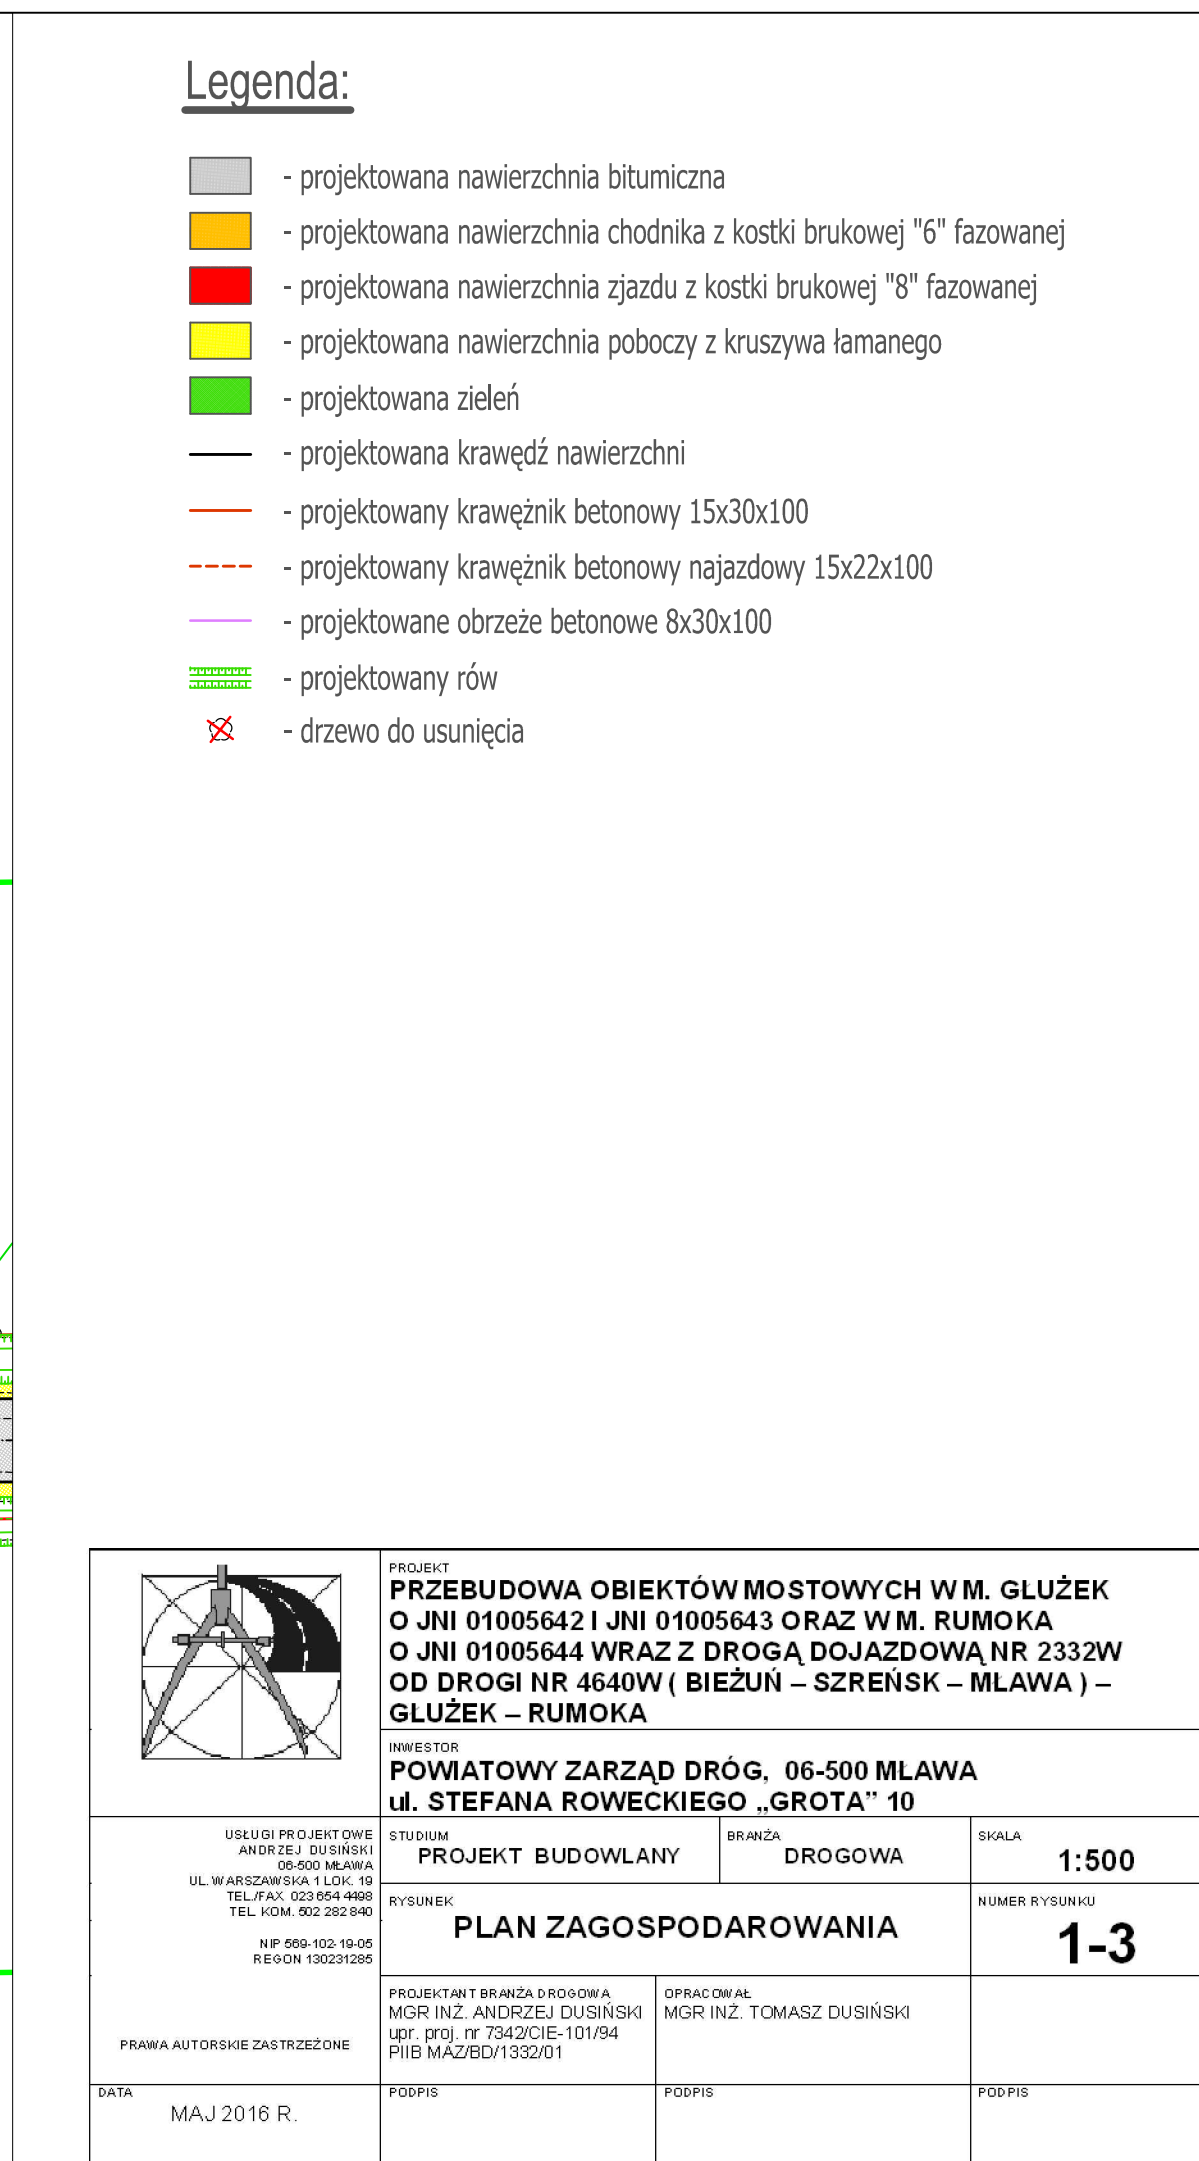 Legenda:
- projektowana nawierzchnia bitumiczna
- projektowana nawierzchnia chodnika z kostki brukowej "6" fazowanej
- projektowana nawierzchnia zjazdu z kostki brukowej "8" fazowanej
- projektowana nawierzchnia poboczy z kruszywa łamanego
- projektowana zieleń
- projektowana krawędź nawierzchni
- projektowany krawężnik betonowy 15x30x100
- projektowany krawężnik betonowy najazdowy 15x22x100
- projektowane obrzeże betonowe 8x30x100
- projektowany rów
- drzewo do usunięcia
PROJEKT
PRZEBUDOWA OBIEKTÓW MOSTOWYCH W M. GŁUŻEK
O JNI 01005642 I JNI 01005643 ORAZ W M. RUMOKA
O JNI 01005644 WRAZ Z DROGĄ DOJAZDOWĄ NR 2332W
OD DROGI NR 4640W ( BIEŻUŃ – SZREŃSK – MŁAWA ) –
GŁUŻEK – RUMOKA
INWESTOR
POWIATOWY ZARZĄD DRÓG, 06-500 MŁAWA
ul. STEFANA ROWECKIEGO „GROTA” 10
USŁUGI PROJEKTOWE
ANDRZEJ DUSIŃSKI
06-500 MŁAWA
UL. WARSZAWSKA 1 LOK. 19
TEL./FAX 023 654 4498
TEL. KOM. 502 282 840
NIP 569-102-19-05
REGON 130231285
PRAWA AUTORSKIE ZASTRZEŻONE
STUDIUM
PROJEKT BUDOWLANY
BRANŻA
DROGOWA
SKALA
1:500
RYSUNEK
PLAN ZAGOSPODAROWANIA
NUMER RYSUNKU
1-3
PROJEKTANT BRANŻA DROGOWA
MGR INŻ. ANDRZEJ DUSIŃSKI
upr. proj. nr 7342/CIE-101/94
PIIB MAZ/BD/1332/01
OPRACOWAŁ
MGR INŻ. TOMASZ DUSIŃSKI
DATA
MAJ 2016 R.
PODPIS
PODPIS
PODPIS